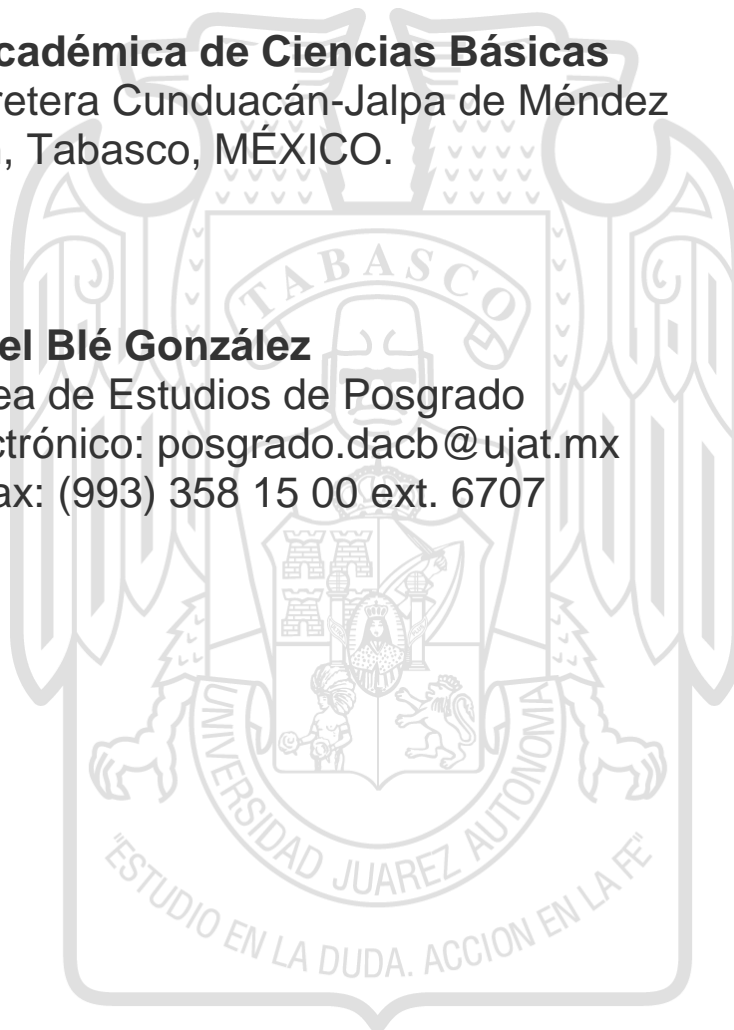 cadémica de Ciencias Básicas
retera Cunduacán-Jalpa de Méndez
, Tabasco, MÉXICO.
TABASCO
el Blé González
ea de Estudios de Posgrado
ctrónico: posgrado.dacb@ujat.mx
ax: (993) 358 15 00 ext. 6707
UNIVERSIDAD JUAREZ AUTONOMA
"ESTUDIO EN LA DUDA. ACCION EN LA FE"